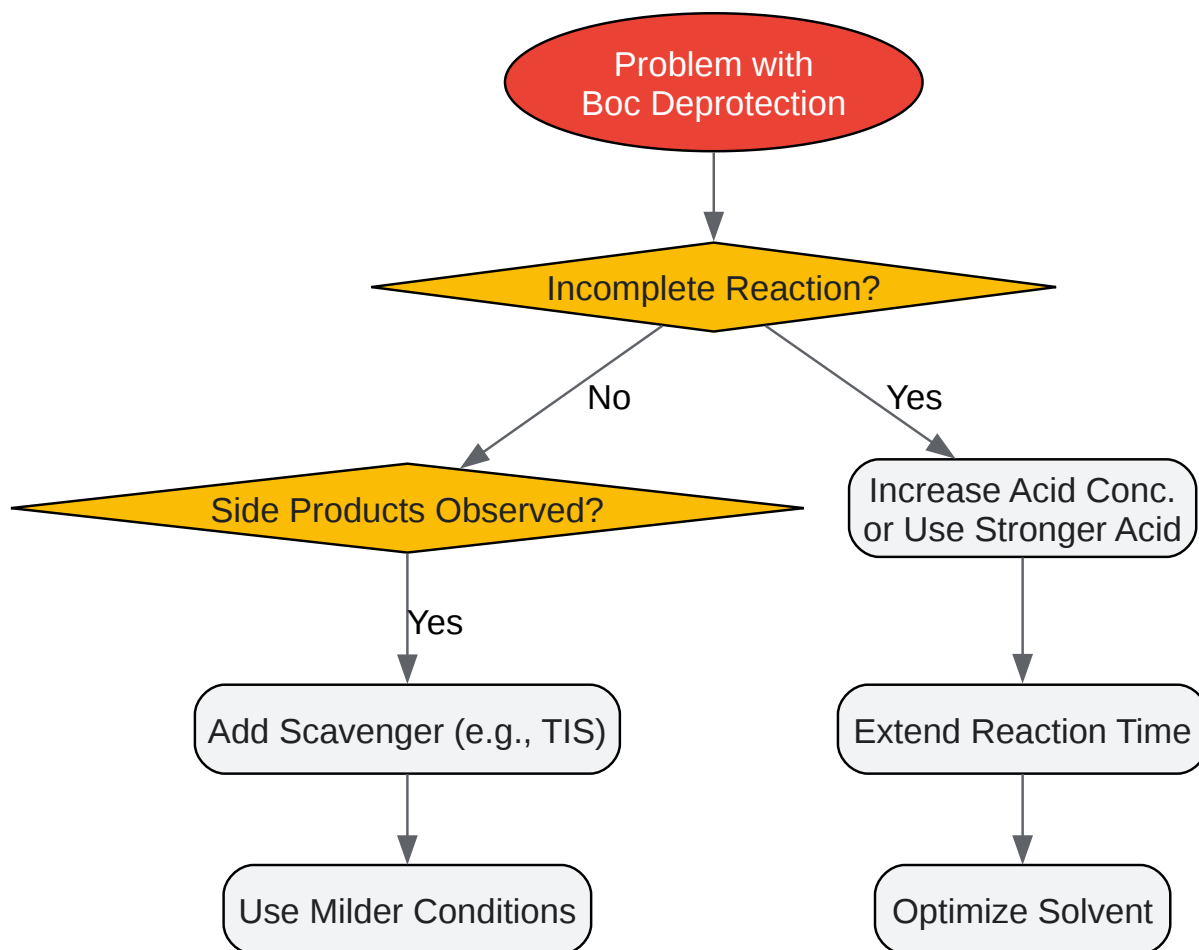 Problem with
Boc Deprotection
Incomplete Reaction?
No
Yes
Side Products Observed?
Increase Acid Conc.
or Use Stronger Acid
Yes
Add Scavenger (e.g., TIS)
Extend Reaction Time
Use Milder Conditions
Optimize Solvent